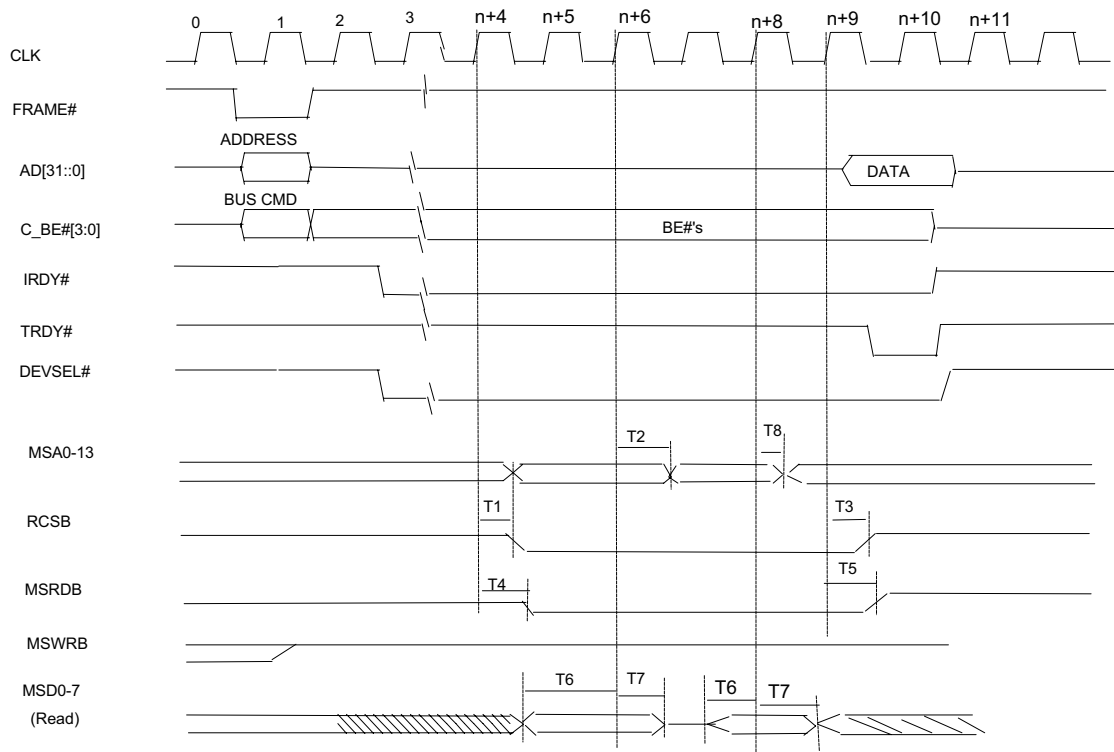 0 1 2 3 n+4 n+5 n+6 n+8 n+9 n+10 n+11
CLK
FRAME#
ADDRESS
AD[31::0] DATA
BUS CMD
C_BE#[3:0] BE#'s
IRDY#
TRDY#
DEVSEL#
T2 T8
MSA0-13
T1 T3
RCSB
T4 T5
MSRDB
MSWRB
T6 T7 T6 T7
MSD0-7
(Read)